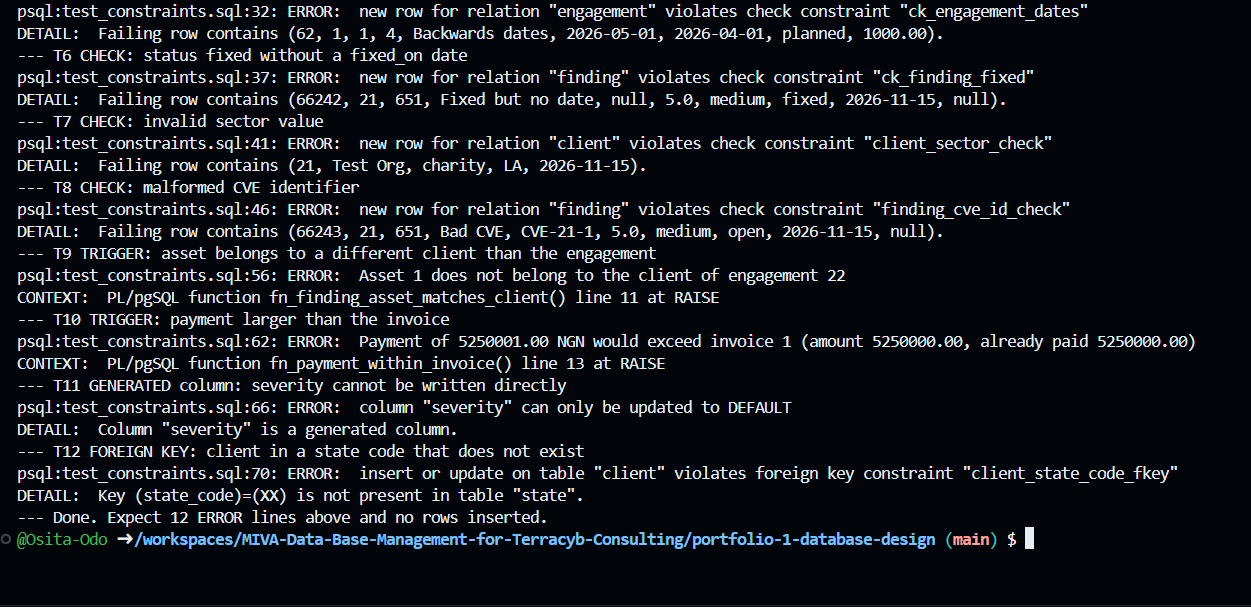 psql:test_constraints.sql:32: ERROR:  new row for relation "engagement" violates check constraint "ck_engagement_dates"
DETAIL:  Failing row contains (62, 1, 1, 4, Backwards dates, 2026-05-01, 2026-04-01, planned, 1000.00).
--- T6 CHECK: status fixed without a fixed_on date
psql:test_constraints.sql:37: ERROR:  new row for relation "finding" violates check constraint "ck_finding_fixed"
DETAIL:  Failing row contains (66242, 21, 651, Fixed but no date, null, 5.0, medium, fixed, 2026-11-15, null).
--- T7 CHECK: invalid sector value
psql:test_constraints.sql:41: ERROR:  new row for relation "client" violates check constraint "client_sector_check"
DETAIL:  Failing row contains (21, Test Org, charity, LA, 2026-11-15).
--- T8 CHECK: malformed CVE identifier
psql:test_constraints.sql:46: ERROR:  new row for relation "finding" violates check constraint "finding_cve_id_check"
DETAIL:  Failing row contains (66243, 21, 651, Bad CVE, CVE-21-1, 5.0, medium, open, 2026-11-15, null).
--- T9 TRIGGER: asset belongs to a different client than the engagement
psql:test_constraints.sql:56: ERROR:  Asset 1 does not belong to the client of engagement 22
CONTEXT:  PL/pgSQL function fn_finding_asset_matches_client() line 11 at RAISE
--- T10 TRIGGER: payment larger than the invoice
psql:test_constraints.sql:62: ERROR:  Payment of 5250001.00 NGN would exceed invoice 1 (amount 5250000.00, already paid 5250000.00)
CONTEXT:  PL/pgSQL function fn_payment_within_invoice() line 13 at RAISE
--- T11 GENERATED column: severity cannot be written directly
psql:test_constraints.sql:66: ERROR:  column "severity" can only be updated to DEFAULT
DETAIL:  Column "severity" is a generated column.
--- T12 FOREIGN KEY: client in a state code that does not exist
psql:test_constraints.sql:70: ERROR:  insert or update on table "client" violates foreign key constraint "client_state_code_fkey"
DETAIL:  Key (state_code)=(XX) is not present in table "state".
--- Done. Expect 12 ERROR lines above and no rows inserted.
@Osita-Odo ➜/workspaces/MIVA-Data-Base-Management-for-Terracyb-Consulting/portfolio-1-database-design (main) $